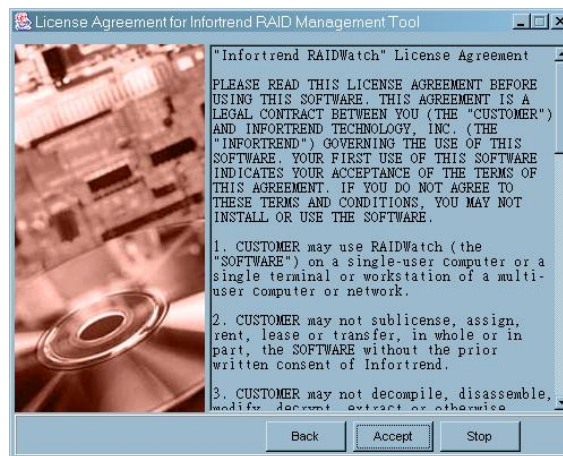 License Agreement for Infortrend RAID Management Tool
"Infortrend RAIDWatch" License Agreement
PLEASE READ THIS LICENSE AGREEMENT BEFORE
USING THIS SOFTWARE. THIS AGREEMENT IS A
LEGAL CONTRACT BETWEEN YOU (THE "CUSTOMER")
AND INFORTREND TECHNOLOGY, INC. (THE
"INFORTREND") GOVERNING THE USE OF THIS
SOFTWARE. YOUR FIRST USE OF THIS SOFTWARE
INDICATES YOUR ACCEPTANCE OF THE TERMS OF
THIS AGREEMENT. IF YOU DO NOT AGREE TO
THESE TERMS AND CONDITIONS, YOU MAY NOT
INSTALL OR USE THE SOFTWARE.
1. CUSTOMER may use RAIDWatch (the
"SOFTWARE") on a single-user computer or a
single terminal or workstation of a multi-
user computer or network.
2. CUSTOMER may not sublicense, assign,
rent, lease or transfer, in whole or in
part, the SOFTWARE without the prior
written consent of Infortrend.
3. CUSTOMER may not decompile, disassemble,
modify, decrypt, extract or otherwise
Back Accept Stop